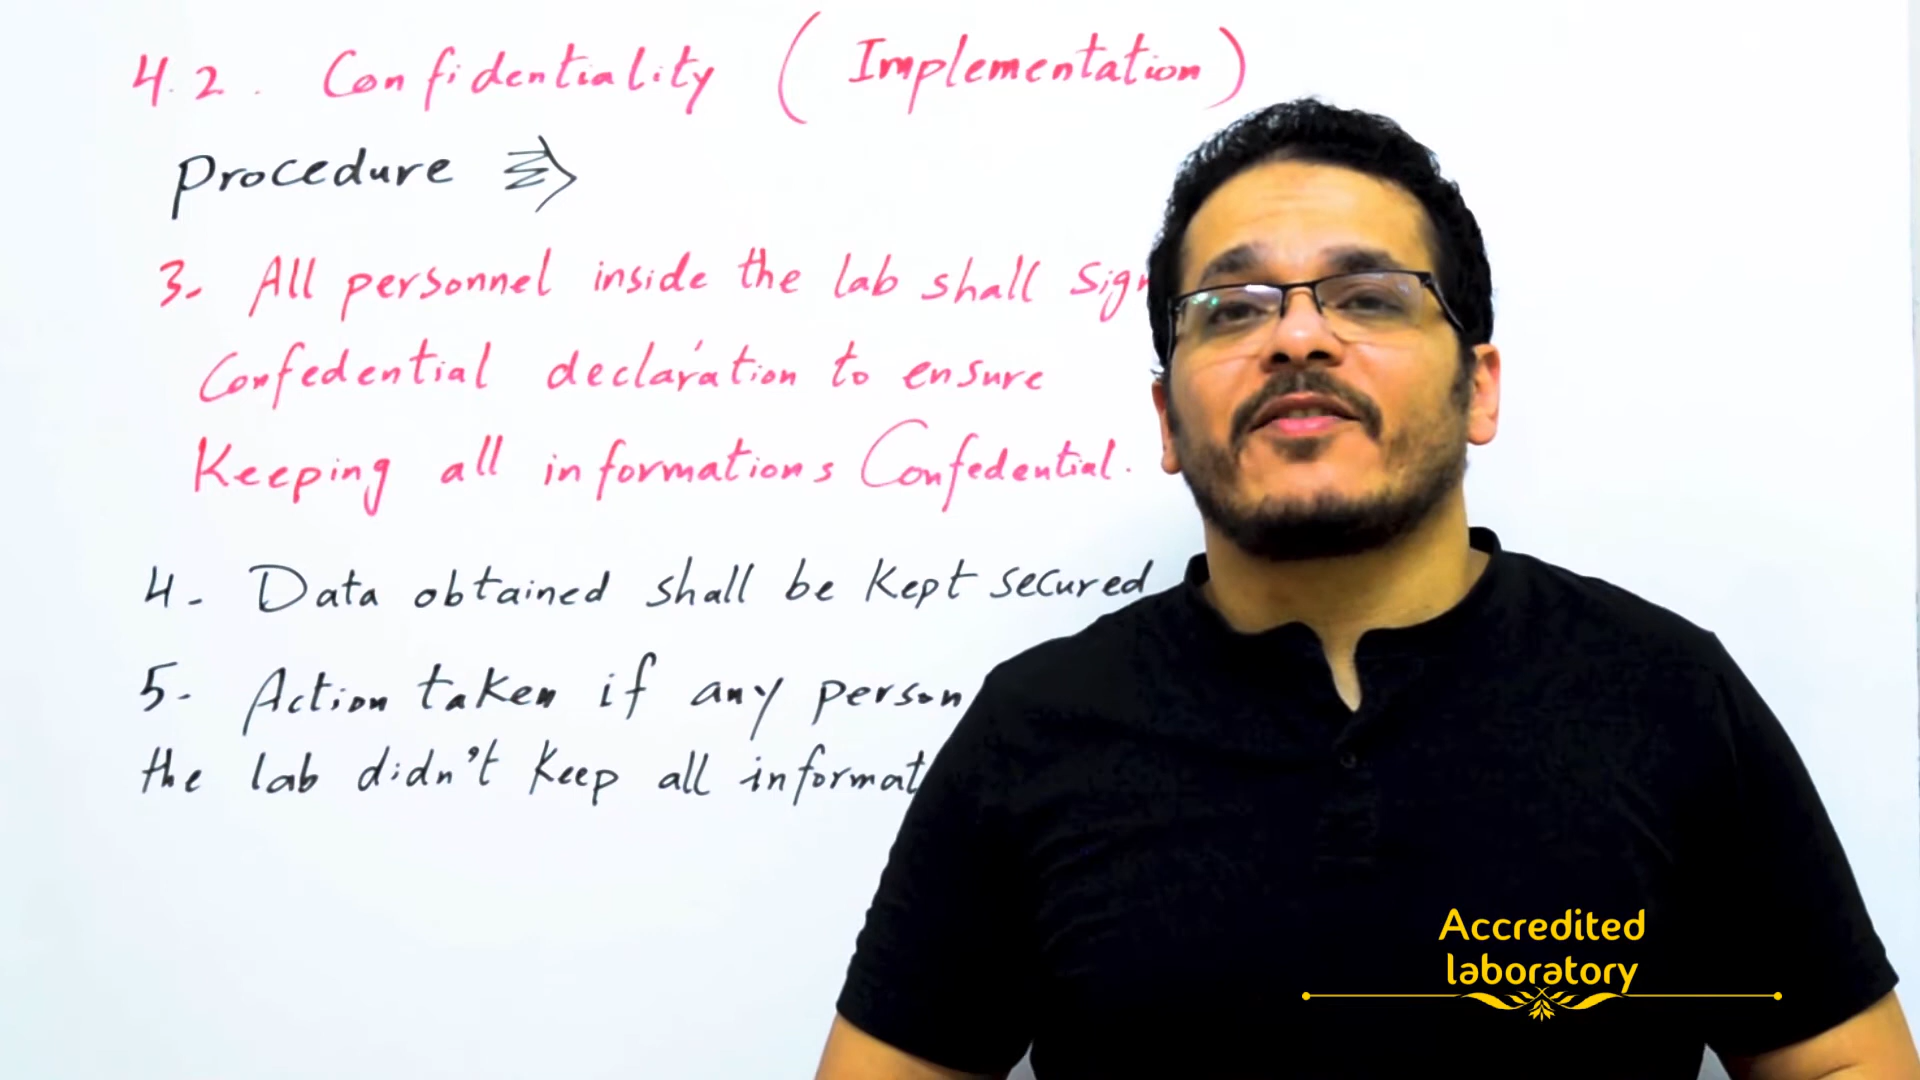 4.2. Confidentiality (Implementation)
Procedure ⇒
3- All personnel inside the lab shall sign
Confedential declaration to ensure
Keeping all informations Confedential.
4- Data obtained shall be Kept secured
5- Action taken if any person
the lab didn't Keep all informat
Accredited
laboratory